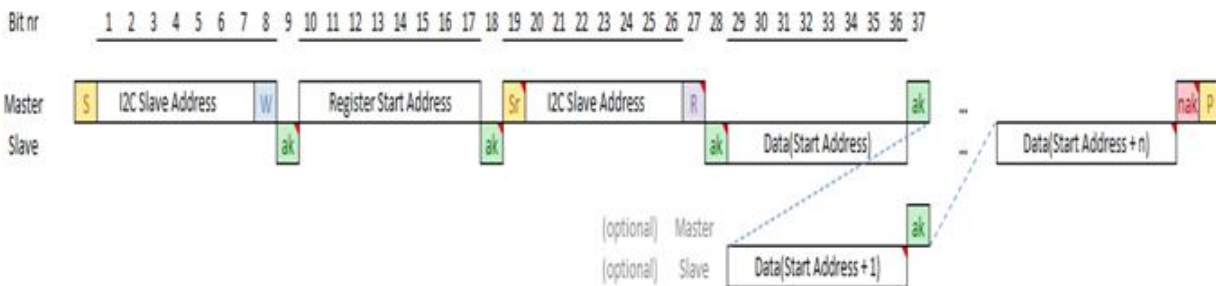 Bit nr 1 2 3 4 5 6 7 8 9 10 11 12 13 14 15 16 17 18 19 20 21 22 23 24 25 26 27 28 29 30 31 32 33 34 35 36 37
Master S I2C Slave Address W Register Start Address Sr I2C Slave Address R ak ... nak P
Slave ak ak ak Data(Start Address) ... Data(Start Address + n)
(optional) Master ak
(optional) Slave Data(Start Address + 1)